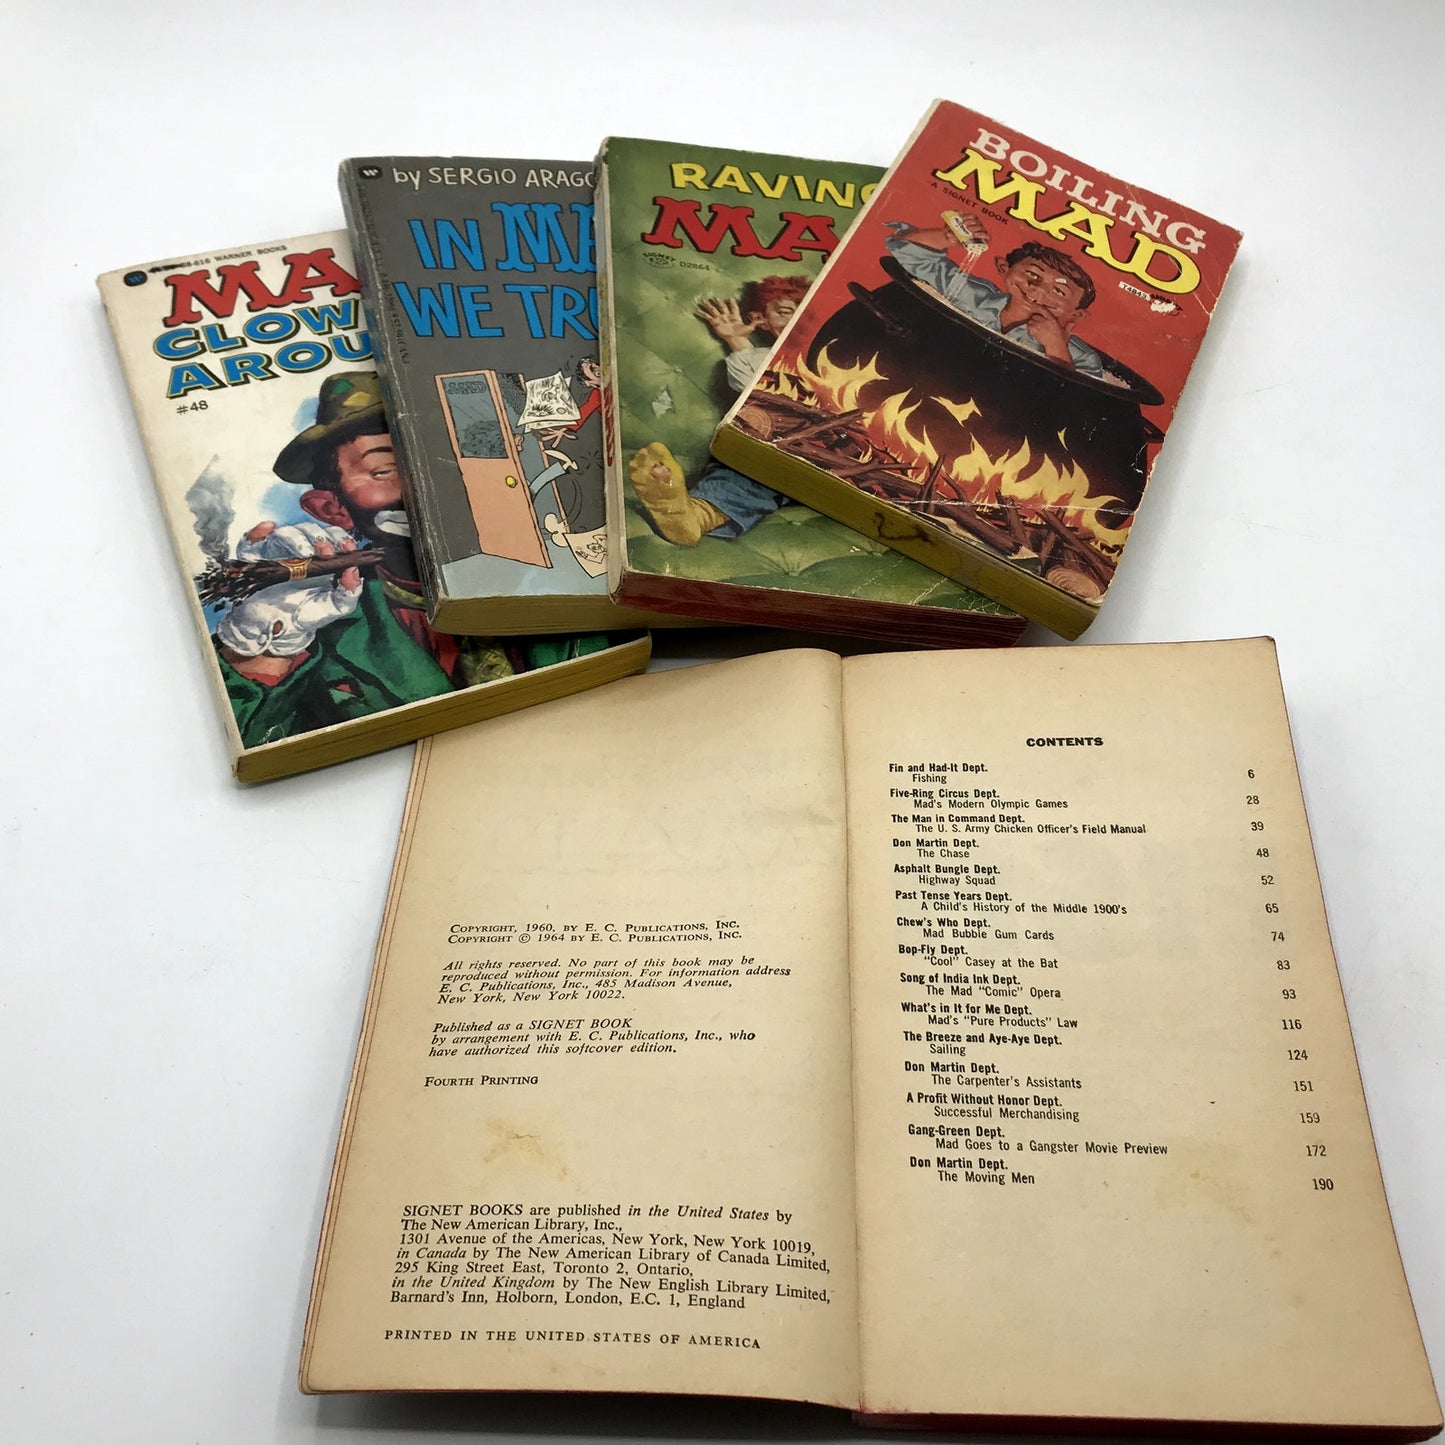 88-816 WARNER BOOKS
MA
CLOW
AROU
#48
by SERGIO ARAGO
IN MA
WE TRU
MAD
RAVING
MA
SIGNET
D2864
BOILING
MAD
A SIGNET BOOK
T4843
COPYRIGHT, 1960, BY E. C. PUBLICATIONS, INC.
COPYRIGHT © 1964 BY E. C. PUBLICATIONS, INC.
All rights reserved. No part of this book may be
reproduced without permission. For information address
E. C. Publications, Inc., 485 Madison Avenue,
New York, New York 10022.
Published as a SIGNET BOOK
by arrangement with E. C. Publications, Inc., who
have authorized this softcover edition.
FOURTH PRINTING
SIGNET BOOKS are published in the United States by
The New American Library, Inc.,
1301 Avenue of the Americas, New York, New York 10019,
in Canada by The New American Library of Canada Limited,
295 King Street East, Toronto 2, Ontario,
in the United Kingdom by The New English Library Limited,
Barnard's Inn, Holborn, London, E.C. 1, England
PRINTED IN THE UNITED STATES OF AMERICA
CONTENTS
Fin and Had-It Dept.
Fishing 6
Five-Ring Circus Dept.
Mad's Modern Olympic Games 28
The Man in Command Dept.
The U. S. Army Chicken Officer's Field Manual 39
Don Martin Dept.
The Chase 48
Asphalt Bungle Dept.
Highway Squad 52
Past Tense Years Dept.
A Child's History of the Middle 1900's 65
Chew's Who Dept.
Mad Bubble Gum Cards 74
Bop-Fly Dept.
"Cool" Casey at the Bat 83
Song of India Ink Dept.
The Mad "Comic" Opera 93
What's in It for Me Dept.
Mad's "Pure Products" Law 116
The Breeze and Aye-Aye Dept.
Sailing 124
Don Martin Dept.
The Carpenter's Assistants 151
A Profit Without Honor Dept.
Successful Merchandising 159
Gang-Green Dept.
Mad Goes to a Gangster Movie Preview 172
Don Martin Dept.
The Moving Men 190